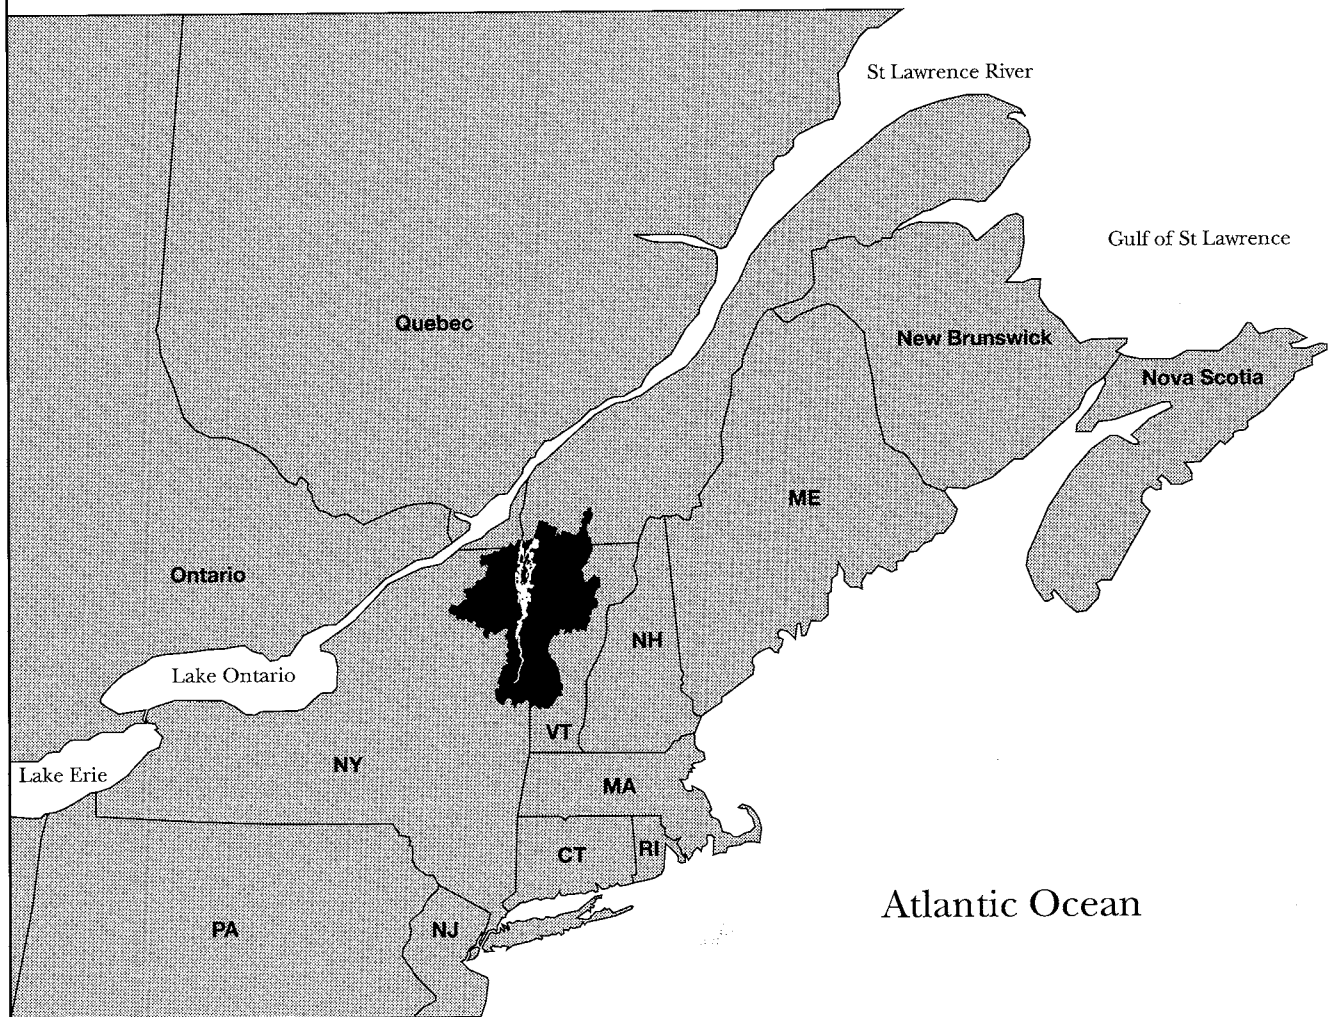 St Lawrence River
Gulf of St Lawrence
Quebec
New Brunswick
Nova Scotia
ME
Ontario
NH
Lake Ontario
VT
NY
Lake Erie
MA
CT
RI
Atlantic Ocean
PA
NJ